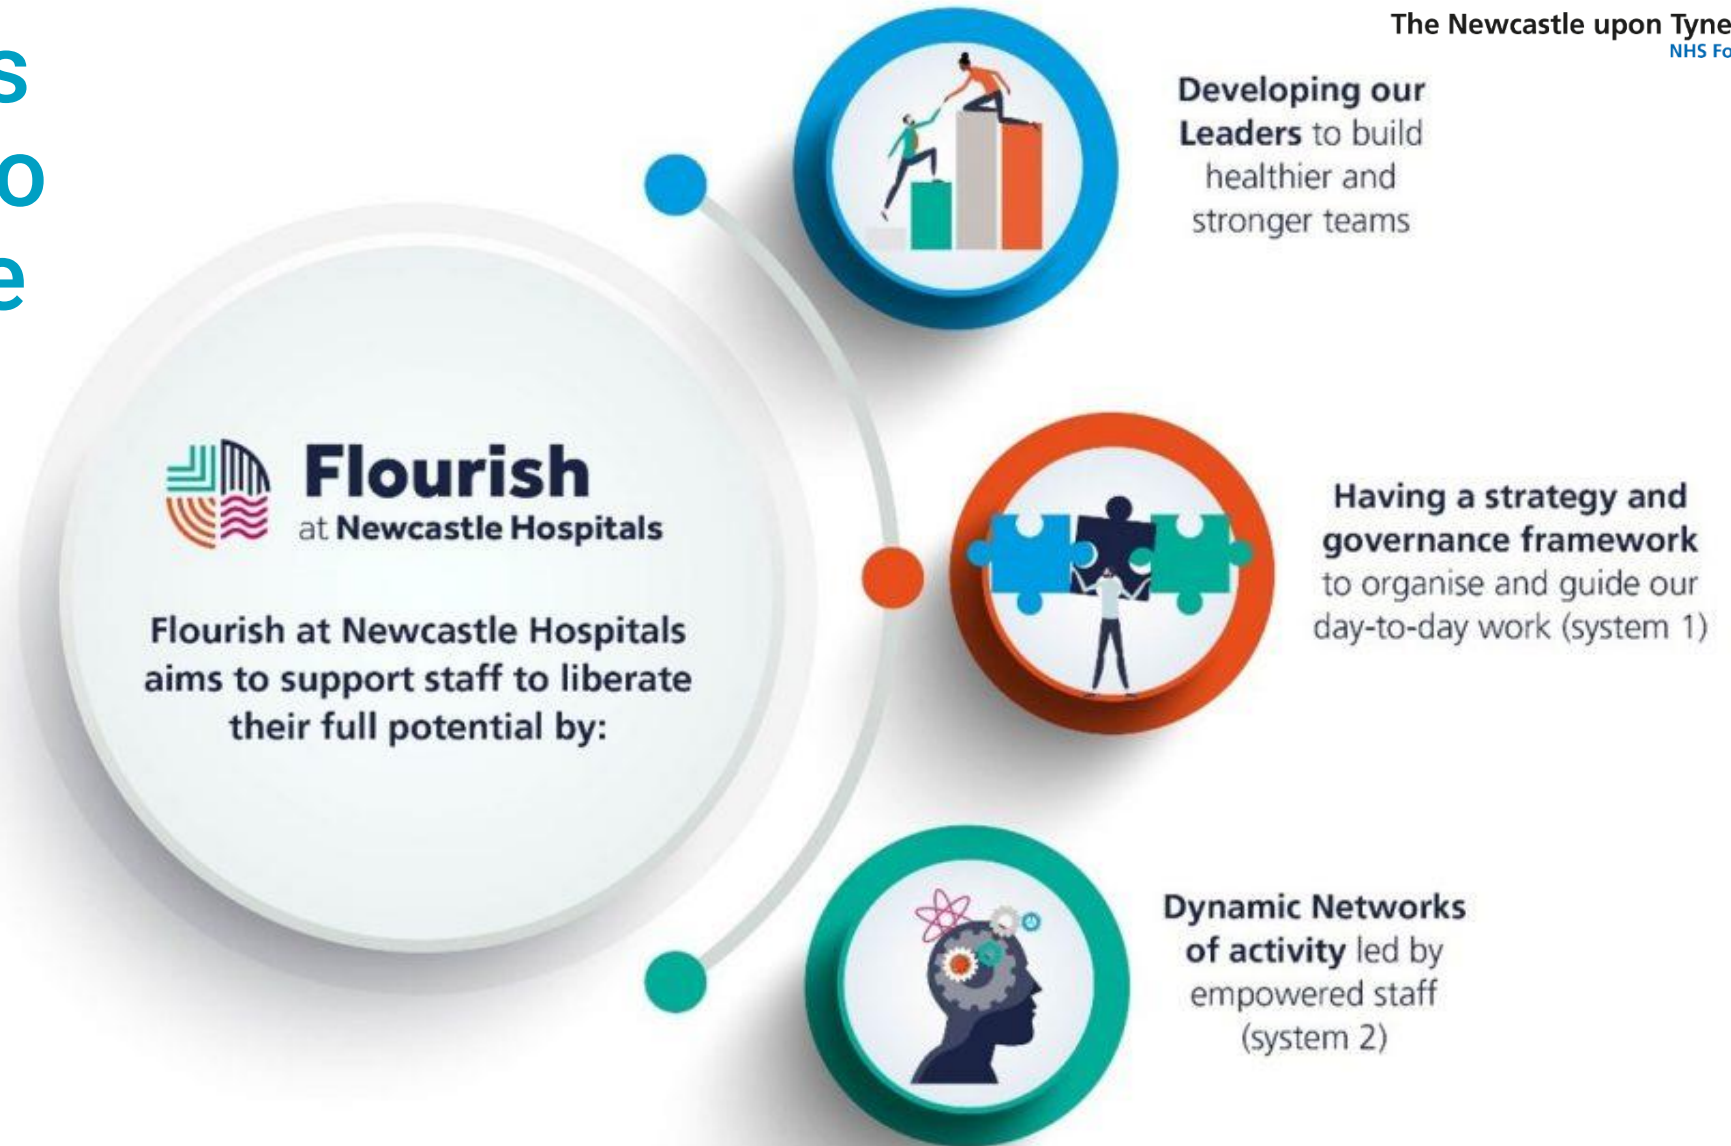 s
o
e
The Newcastle upon Tyne
NHS Fo
Developing our
Leaders to build
healthier and
stronger teams
Flourish
at Newcastle Hospitals
Flourish at Newcastle Hospitals
aims to support staff to liberate
their full potential by:
Having a strategy and
governance framework
to organise and guide our
day-to-day work (system 1)
Dynamic Networks
of activity led by
empowered staff
(system 2)